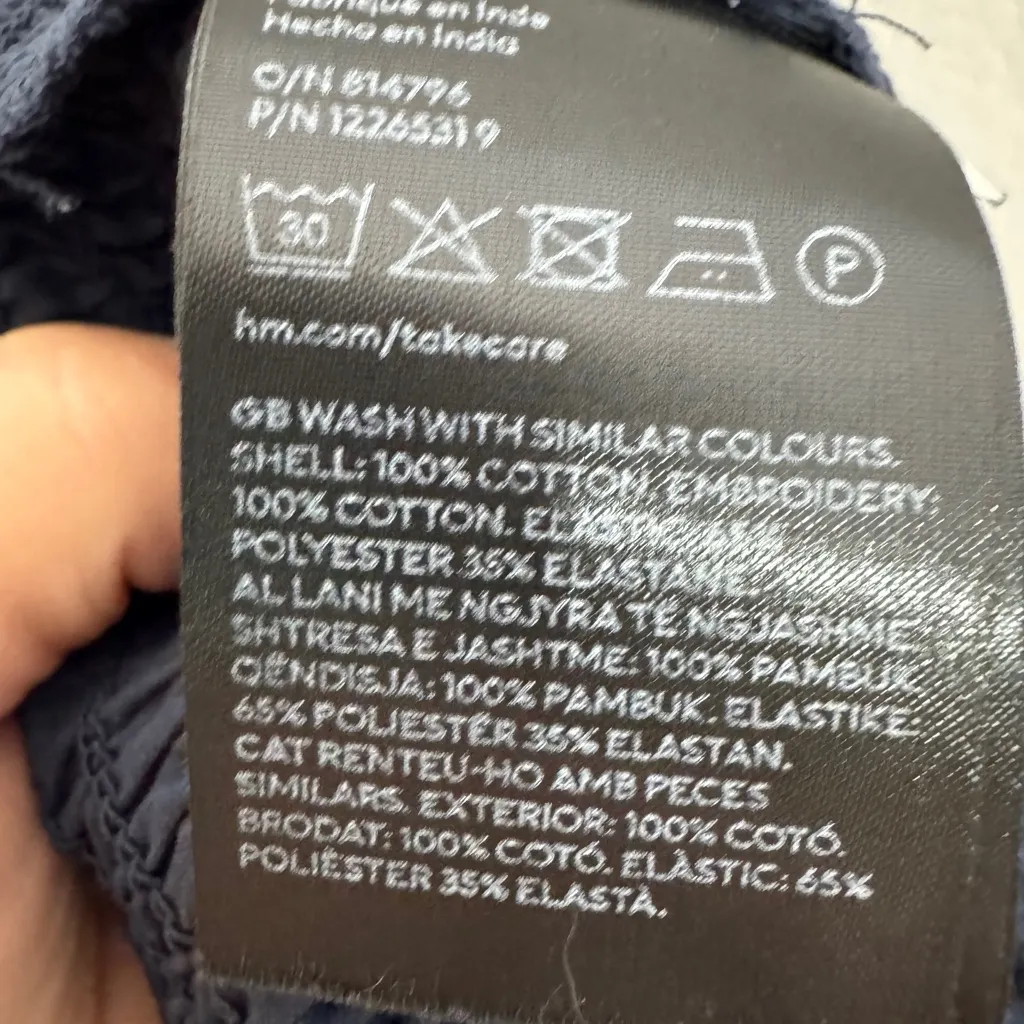 Fabriqué en Inde
Hecho en India
O/N 814796
P/N 12265319
30
P
hm.com/takecare
GB WASH WITH SIMILAR COLOURS.
SHELL: 100% COTTON. EMBROIDERY:
100% COTTON. ELASTIC: 65%
POLYESTER 35% ELASTANE.
AL LANI ME NGJYRA TË NGJASHME.
SHTRESA E JASHTME: 100% PAMBUK.
QËNDISJA: 100% PAMBUK. ELASTIKE:
65% POLIESTËR 35% ELASTAN.
CAT RENTEU-HO AMB PECES
SIMILARS. EXTERIOR: 100% COTÓ.
BRODAT: 100% COTÓ. ELÀSTIC: 65%
POLIÈSTER 35% ELASTÀ.